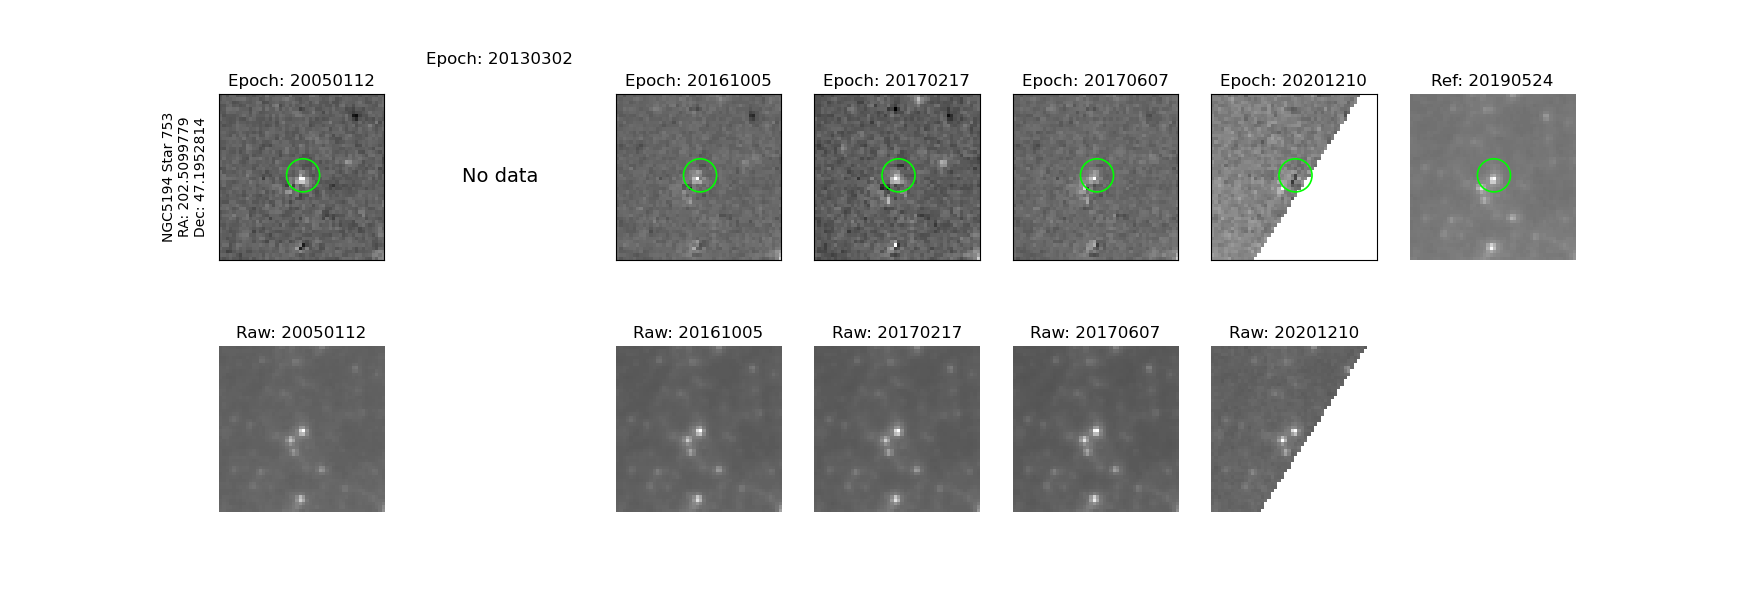 Epoch: 20050112
Epoch: 20130302
Epoch: 20161005
Epoch: 20170217
Epoch: 20170607
Epoch: 20201210
Ref: 20190524
NGC5194 Star 753
RA: 202.5099779
Dec: 47.1952814
No data
Raw: 20050112
Raw: 20161005
Raw: 20170217
Raw: 20170607
Raw: 20201210